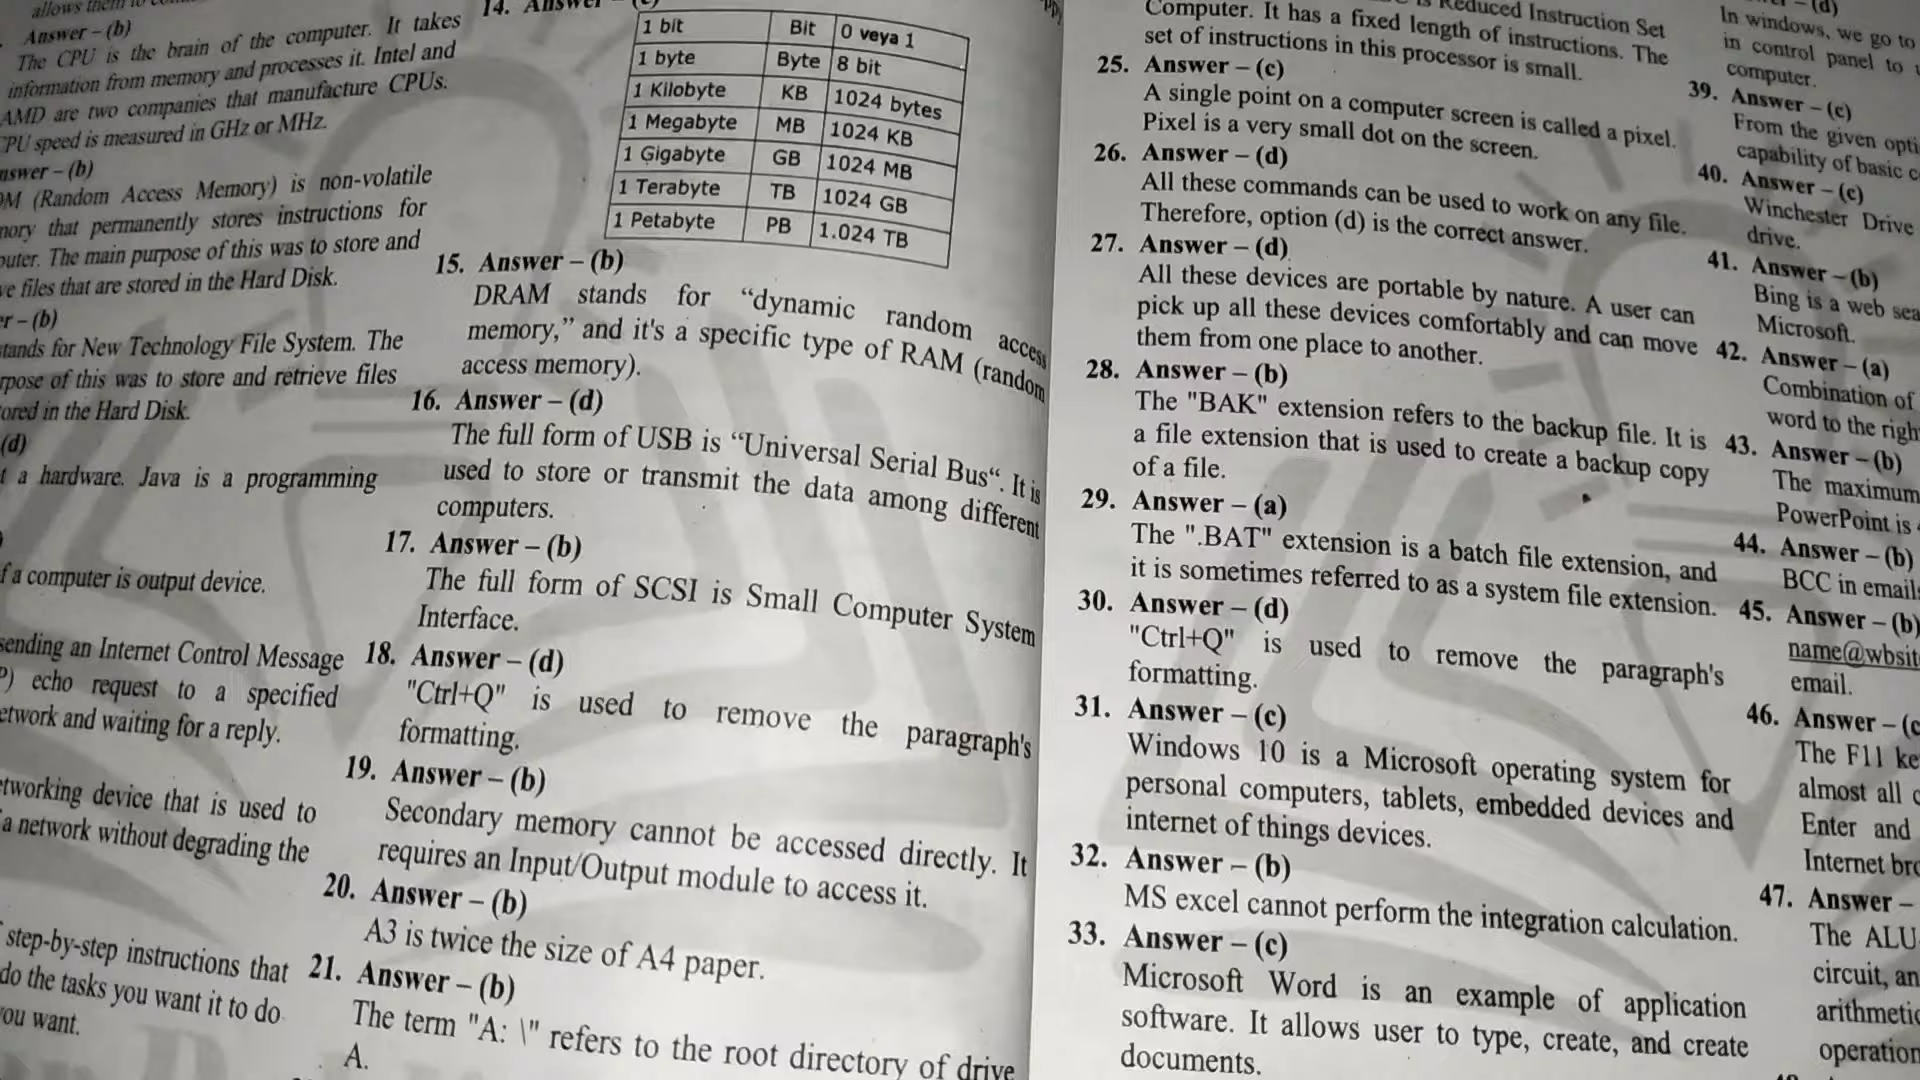 allows them to
Answer – (b)
The CPU is the brain of the computer. It takes
information from memory and processes it. Intel and
AMD are two companies that manufacture CPUs.
CPU speed is measured in GHz or MHz.
– (b)
(Random Access Memory) is non-volatile
that permanently stores instructions for
The main purpose of this was to store and
files that are stored in the Hard Disk.
– (b)
for New Technology File System. The
of this was to store and retrieve files
in the Hard Disk.
(d)
a hardware. Java is a programming
a computer is output device.
sending an Internet Control Message
echo request to a specified
and waiting for a reply.
device that is used to
a network without degrading the
step-by-step instructions that
do the tasks you want it to do
you want.
14. Answer – (c)
1 bit Bit 0 veya 1
1 byte Byte 8 bit
1 Kilobyte KB 1024 bytes
1 Megabyte MB 1024 KB
1 Gigabyte GB 1024 MB
1 Terabyte TB 1024 GB
1 Petabyte PB 1.024 TB
15. Answer – (b)
DRAM stands for “dynamic random access
memory,” and it's a specific type of RAM (random
access memory).
16. Answer – (d)
The full form of USB is “Universal Serial Bus“. It is
used to store or transmit the data among different
computers.
17. Answer – (b)
The full form of SCSI is Small Computer System
Interface.
18. Answer – (d)
"Ctrl+Q" is used to remove the paragraph's
formatting.
19. Answer – (b)
Secondary memory cannot be accessed directly. It
requires an Input/Output module to access it.
20. Answer – (b)
A3 is twice the size of A4 paper.
21. Answer – (b)
The term "A: \" refers to the root directory of drive
A.
Reduced Instruction Set
Computer. It has a fixed length of instructions. The
set of instructions in this processor is small.
25. Answer – (c)
A single point on a computer screen is called a pixel.
Pixel is a very small dot on the screen.
26. Answer – (d)
All these commands can be used to work on any file.
Therefore, option (d) is the correct answer.
27. Answer – (d)
All these devices are portable by nature. A user can
pick up all these devices comfortably and can move
them from one place to another.
28. Answer – (b)
The "BAK" extension refers to the backup file. It is
a file extension that is used to create a backup copy
of a file.
29. Answer – (a)
The ".BAT" extension is a batch file extension, and
it is sometimes referred to as a system file extension.
30. Answer – (d)
"Ctrl+Q" is used to remove the paragraph's
formatting.
31. Answer – (c)
Windows 10 is a Microsoft operating system for
personal computers, tablets, embedded devices and
internet of things devices.
32. Answer – (b)
MS excel cannot perform the integration calculation.
33. Answer – (c)
Microsoft Word is an example of application
software. It allows user to type, create, and create
documents.
– (d)
In windows, we go to
in control panel to
computer.
39. Answer – (c)
From the given
capability of basic
40. Answer – (c)
Winchester Drive
drive.
41. Answer – (b)
Bing is a web
Microsoft.
42. Answer – (a)
Combination of
word to the
43. Answer – (b)
The maximum
PowerPoint is
44. Answer – (b)
BCC in
45. Answer – (b)
name@wbsit
email.
46. Answer –
The F11
almost all
Enter and
Internet
47. Answer –
The ALU
circuit,
arithmetic
operation